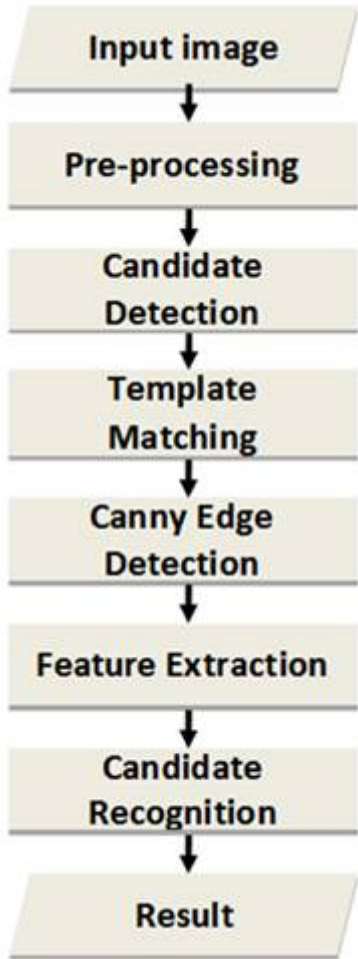 Input image
Pre-processing
Candidate
Detection
Template
Matching
Canny Edge
Detection
Feature Extraction
Candidate
Recognition
Result